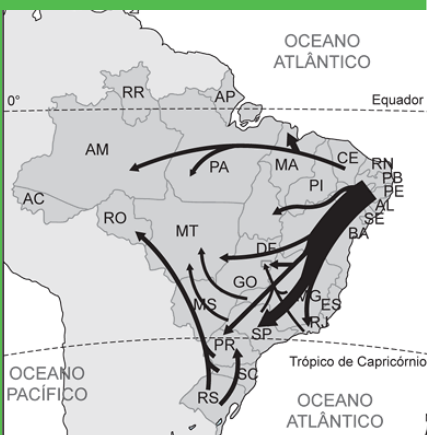 OCEANO
ATLÂNTICO
RR
AP
0°
Equador
AM
PA
MA
CE
RN
PB
PE
AL
SE
BA
PI
AC
RO
MT
DF
GO
MG
ES
RJ
MS
SP
PR
SC
RS
Trópico de Capricórnio
OCEANO
PACÍFICO
OCEANO
ATLÂNTICO